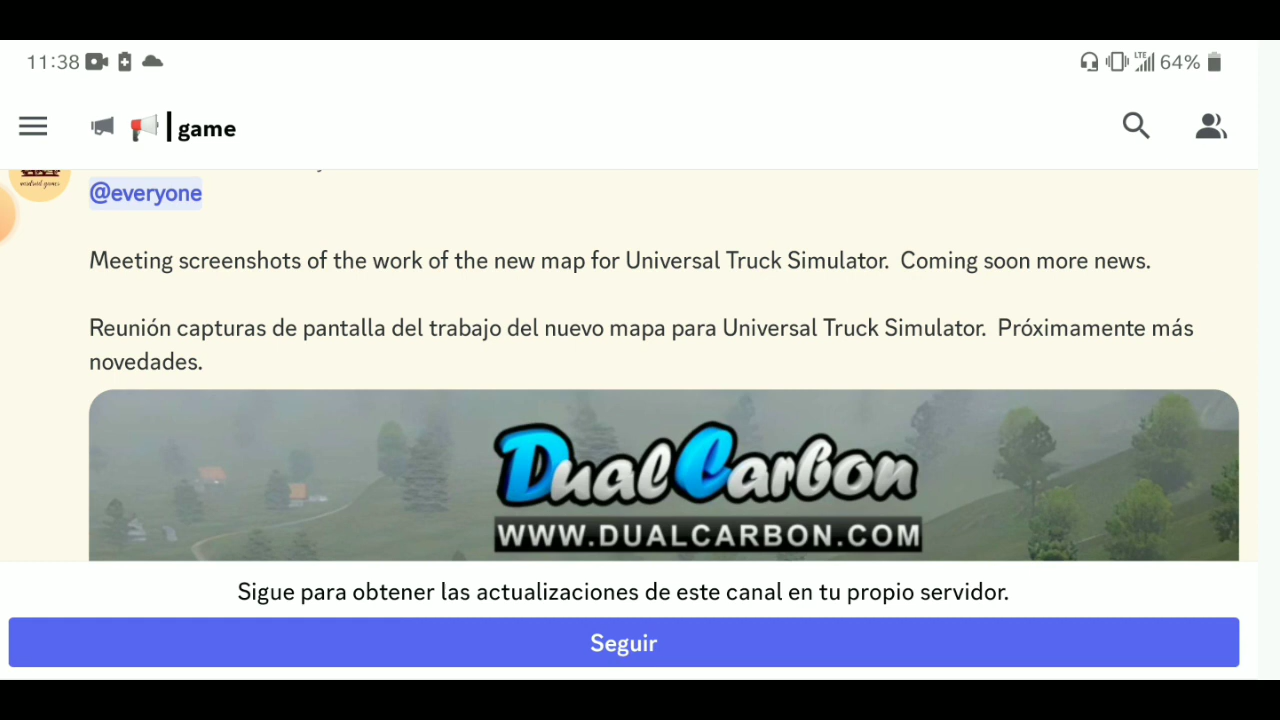 11:38
LTE 64%
game
@everyone
Meeting screenshots of the work of the new map for Universal Truck Simulator.  Coming soon more news.
Reunión capturas de pantalla del trabajo del nuevo mapa para Universal Truck Simulator.  Próximamente más
novedades.
DualCarbon
WWW.DUALCARBON.COM
Sigue para obtener las actualizaciones de este canal en tu propio servidor.
Seguir